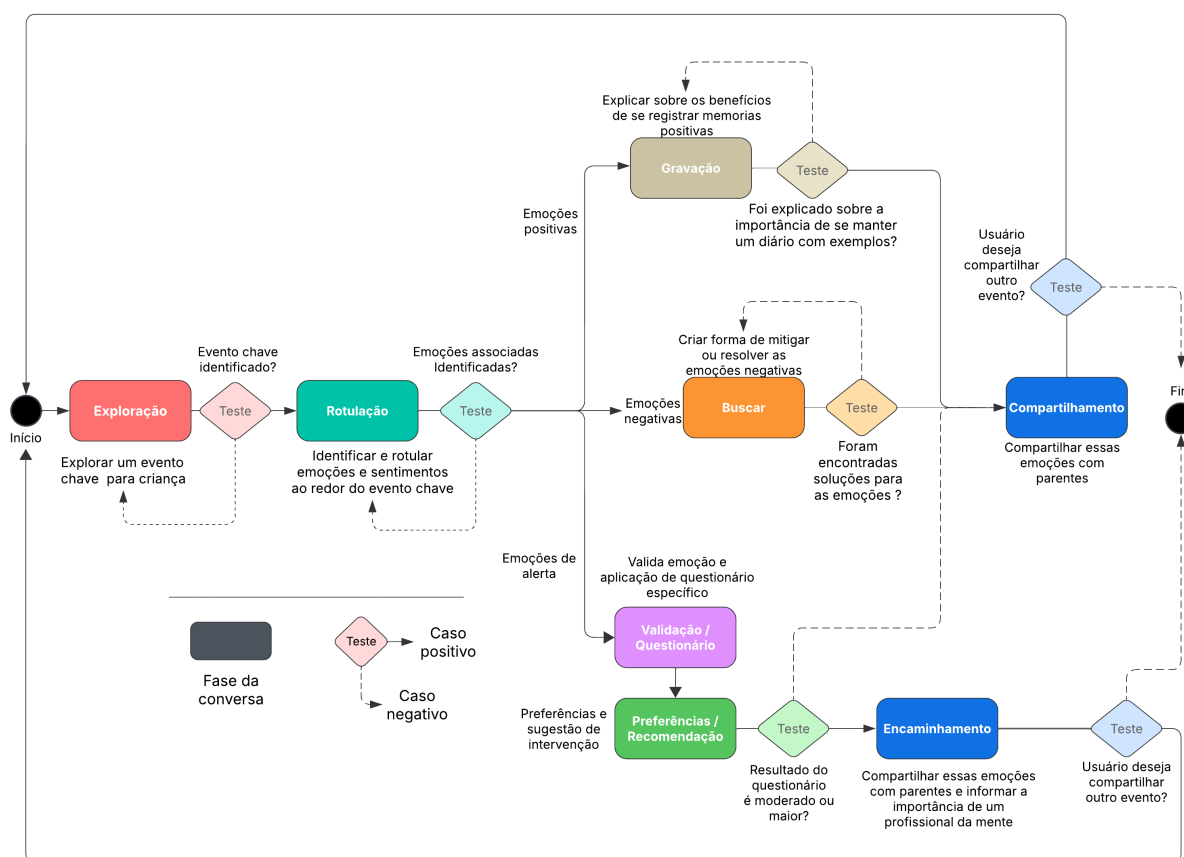 Explicar sobre os benefícios
de se registrar memorias
positivas
Gravação
Teste
Foi explicado sobre a
importância de se manter
um diário com exemplos?
Emoções
positivas
Usuário
deseja
compartilhar
outro
evento?
Teste
Evento chave
identificado?
Emoções associadas
Identificadas?
Criar forma de mitigar
ou resolver as
emoções negativas
Início
Exploração
Teste
Rotulação
Teste
Emoções
negativas
Buscar
Teste
Compartilhamento
Fim
Explorar um evento
chave  para criança
Identificar e rotular
emoções e sentimentos
ao redor do evento chave
Foram
encontradas
soluções para
as emoções ?
Compartilhar essas
emoções com
parentes
Emoções de
alerta
Valida emoção e
aplicação de questionário
específico
Validação /
Questionário
Teste
Caso
positivo
Fase da
conversa
Caso
negativo
Preferências e
sugestão de
intervenção
Preferências /
Recomendação
Teste
Encaminhamento
Teste
Resultado do
questionário
é moderado ou
maior?
Compartilhar essas emoções
com parentes e informar a
importância de um
profissional da mente
Usuário deseja
compartilhar
outro evento?